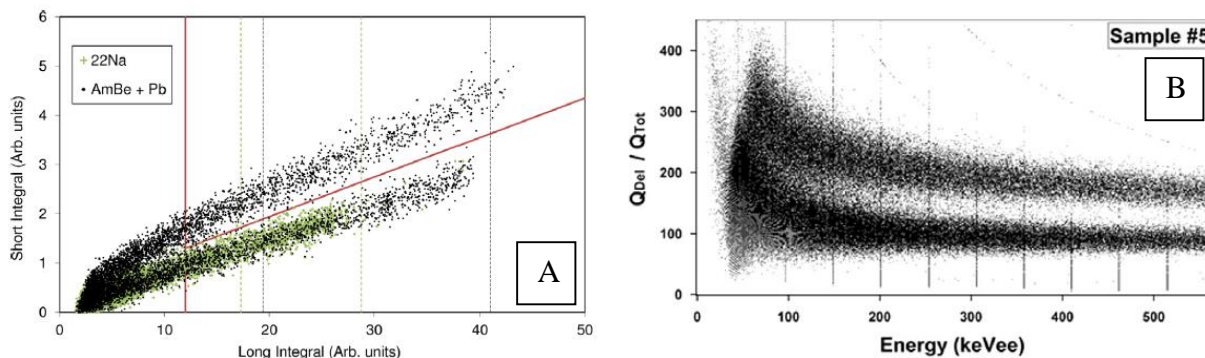 6
5
4
3
2
1
0
Short Integral (Arb. units)
22Na
AmBe + Pb
A
0 10 20 30 40 50
Long Integral (Arb. units)
400
300
200
100
0
Q_Del / Q_Tot
Sample #5
B
0 100 200 300 400 500
Energy (keVee)